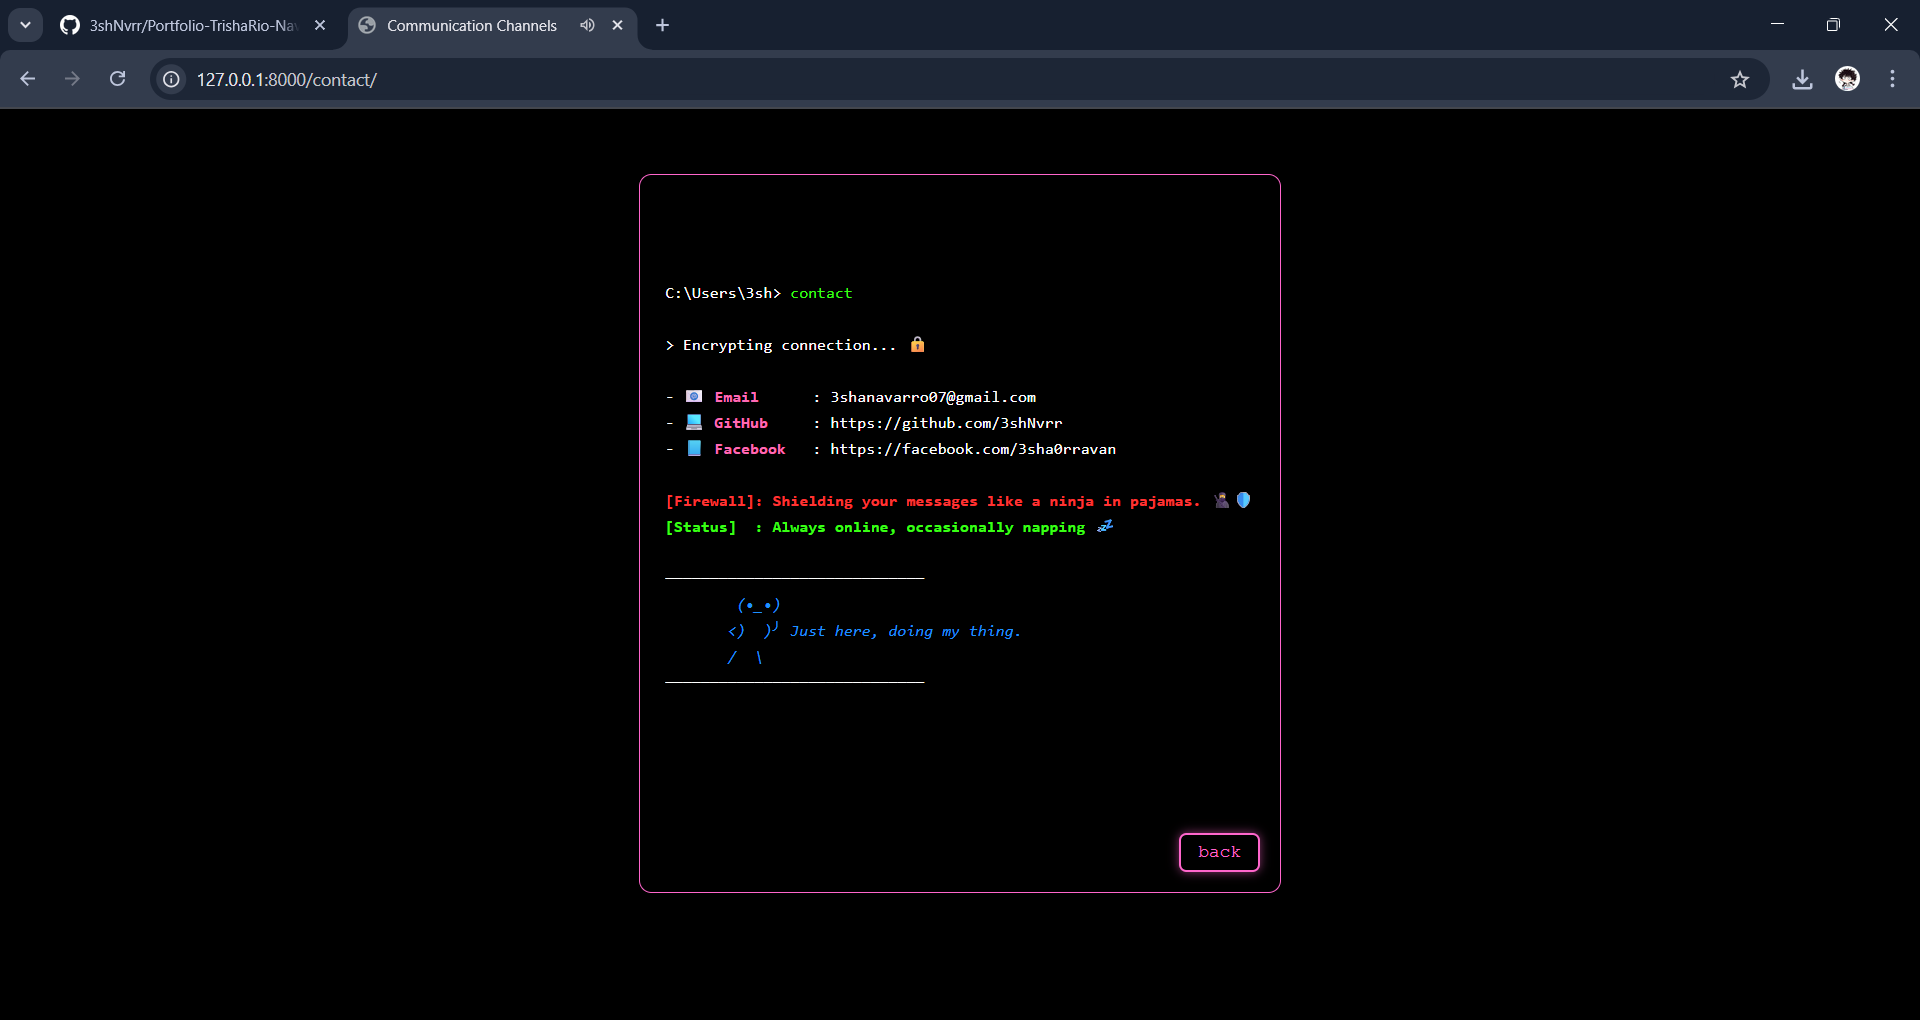 3shNvrr/Portfolio-TrishaRio-Na
Communication Channels
127.0.0.1:8000/contact/
C:\Users\3sh> contact
> Encrypting connection... 🔒
- 📧 Email : 3shanavarro07@gmail.com
- 💻 GitHub : https://github.com/3shNvrr
- 📘 Facebook : https://facebook.com/3sha0rravan
[Firewall]: Shielding your messages like a ninja in pajamas. 🥷🛡️
[Status] : Always online, occasionally napping 💤
(•_•)
<) )╯ Just here, doing my thing.
/ \
back